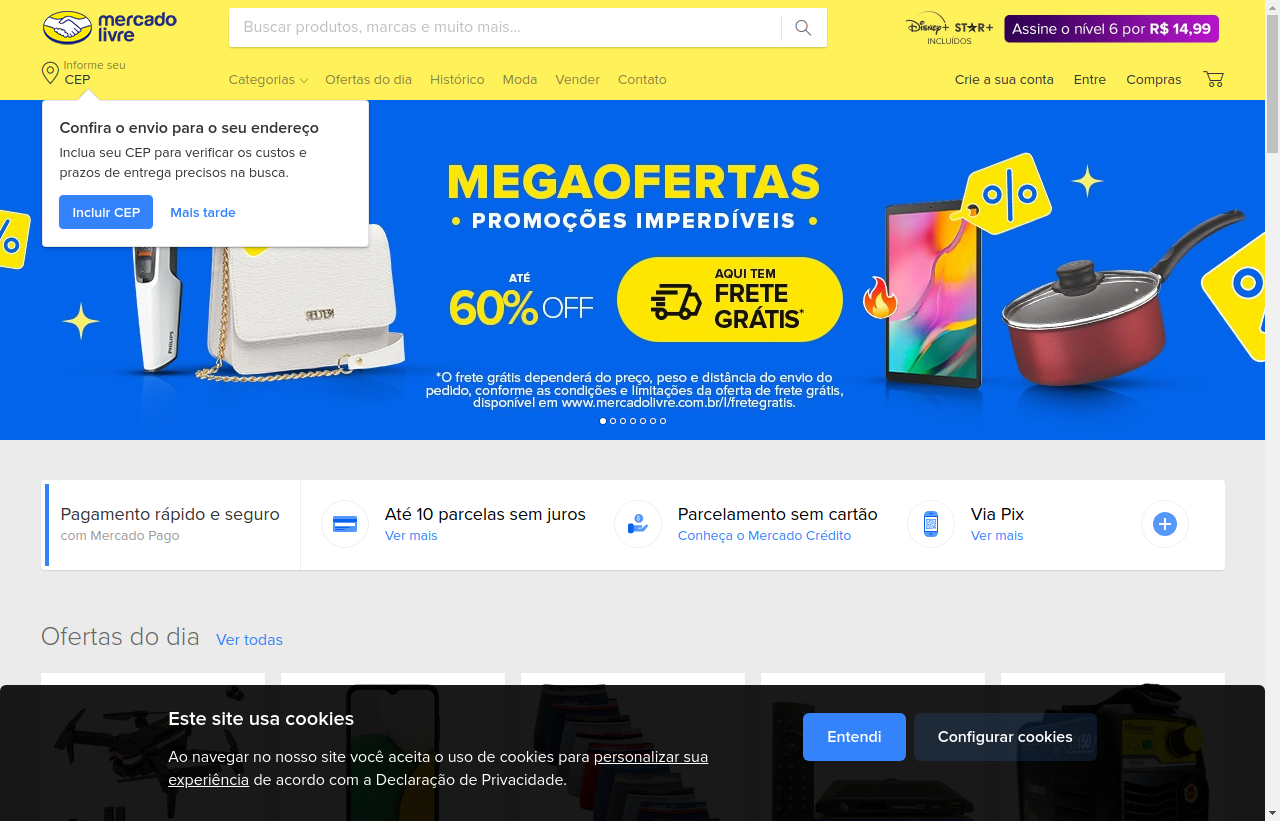 mercado
livre
Buscar produtos, marcas e muito mais...
Disney+ STAR+
INCLUÍDOS
Assine o nível 6 por R$ 14,99
Informe seu
CEP
Categorias
Ofertas do dia
Histórico
Moda
Vender
Contato
Crie a sua conta
Entre
Compras
Confira o envio para o seu endereço
Inclua seu CEP para verificar os custos e
prazos de entrega precisos na busca.
Incluir CEP
Mais tarde
MEGAOFERTAS
• PROMOÇÕES IMPERDÍVEIS •
ATÉ
60% OFF
AQUI TEM
FRETE
GRÁTIS*
*O frete grátis dependerá do preço, peso e distância do envio do
pedido, conforme as condições e limitações da oferta de frete grátis,
disponível em www.mercadolivre.com.br/l/fretegratis.
PHILIPS
%
%
%
Pagamento rápido e seguro
com Mercado Pago
Até 10 parcelas sem juros
Ver mais
Parcelamento sem cartão
Conheça o Mercado Crédito
Via Pix
Ver mais
Ofertas do dia
Ver todas
Este site usa cookies
Ao navegar no nosso site você aceita o uso de cookies para personalizar sua
experiência de acordo com a Declaração de Privacidade.
Entendi
Configurar cookies